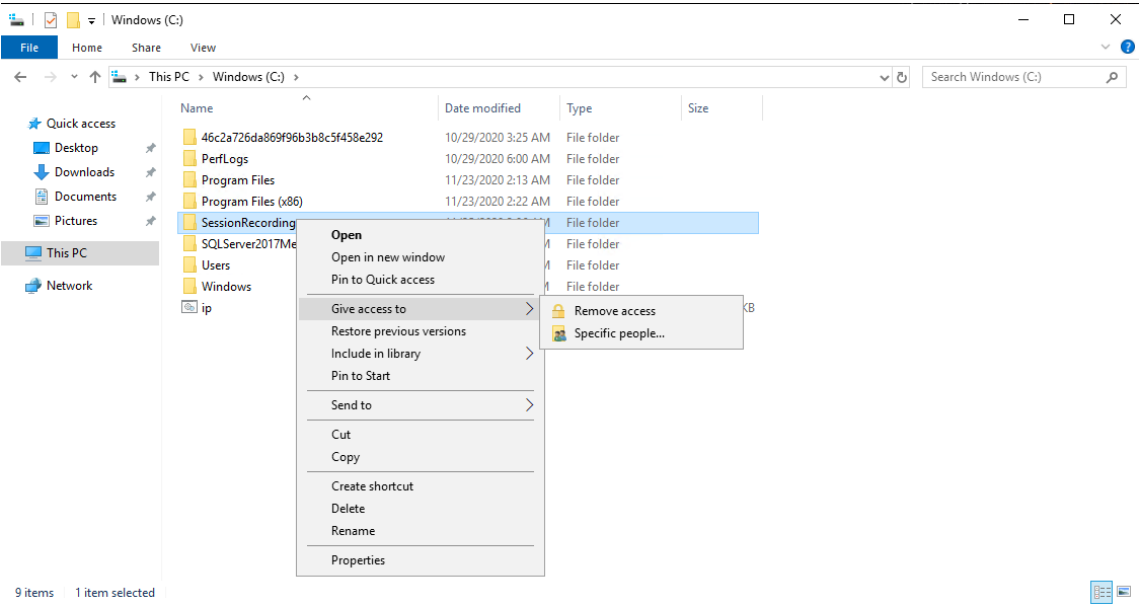 Windows (C:)
File Home Share View
This PC > Windows (C:) >
Search Windows (C:)
Name Date modified Type Size
Quick access
Desktop
Downloads
Documents
Pictures
This PC
Network
46c2a726da869f96b3b8c5f458e292 10/29/2020 3:25 AM File folder
PerfLogs 10/29/2020 6:00 AM File folder
Program Files 11/23/2020 2:13 AM File folder
Program Files (x86) 11/23/2020 2:22 AM File folder
SessionRecording File folder
SQLServer2017Me File folder
Users File folder
Windows File folder
ip KB
Open
Open in new window
Pin to Quick access
Give access to
Restore previous versions
Include in library
Pin to Start
Send to
Cut
Copy
Create shortcut
Delete
Rename
Properties
Remove access
Specific people...
9 items 1 item selected